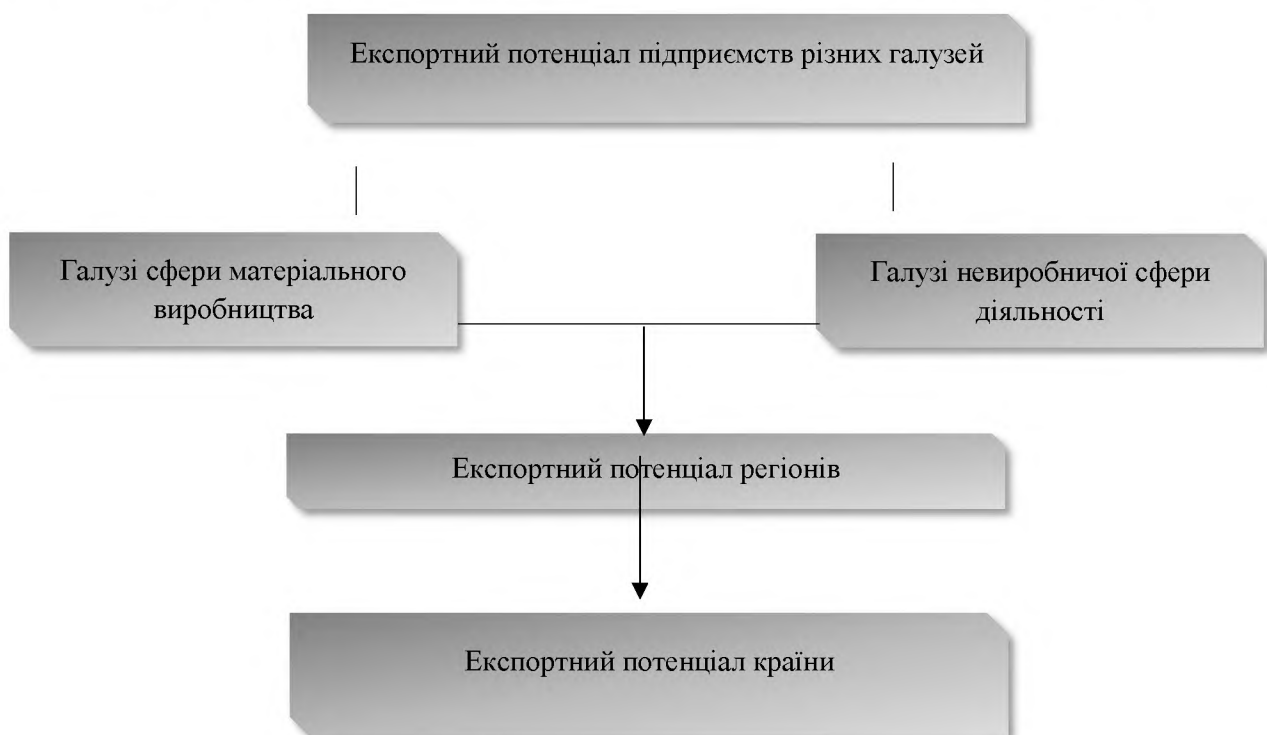 Експортний потенціал підприємств різних галузей
Галузі сфери матеріального
виробництва
Галузі невиробничої сфери
діяльності
Експортний потенціал регіонів
Експортний потенціал країни